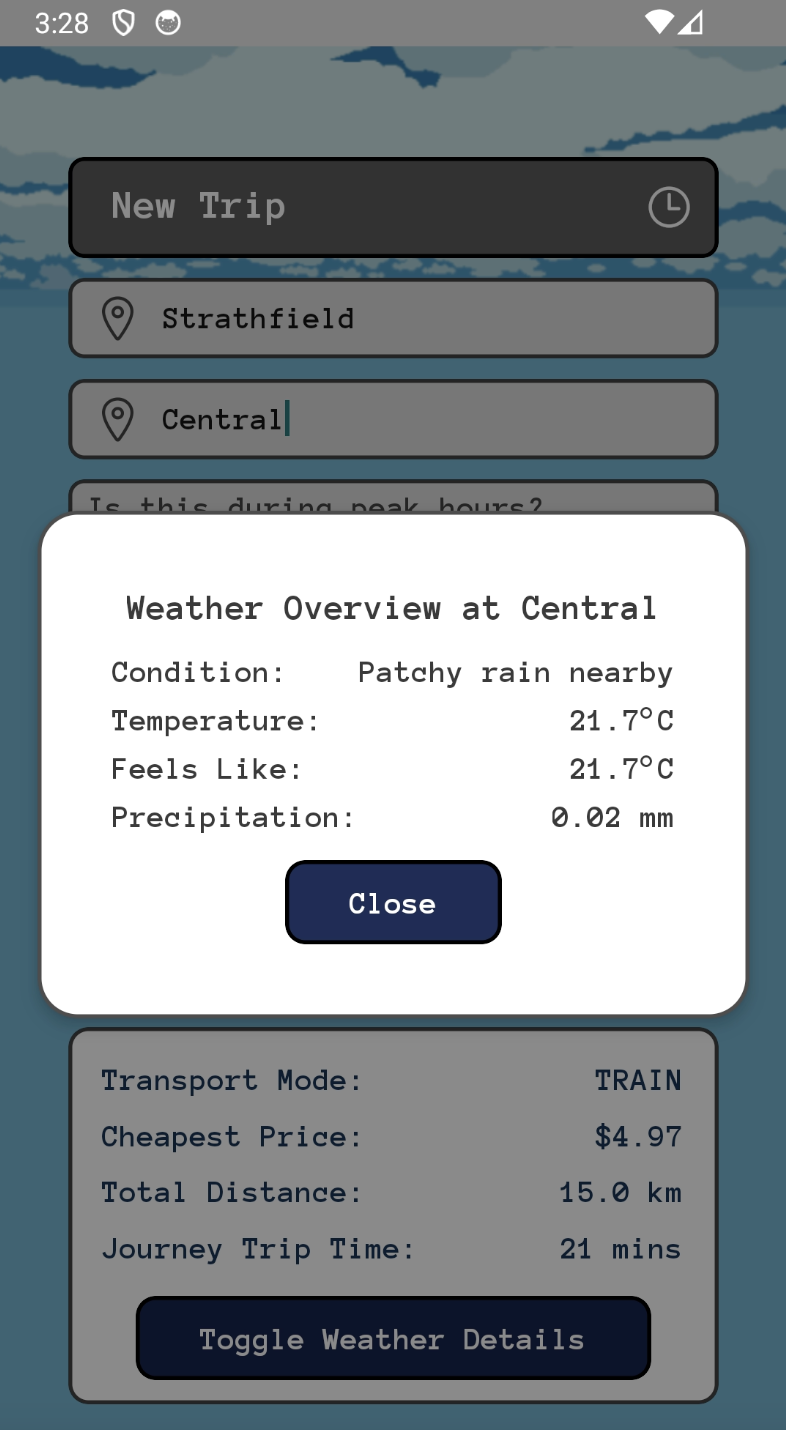 3:28
New Trip
Strathfield
Central
Is this during peak hours?
Weather Overview at Central
Condition: Patchy rain nearby
Temperature: 21.7°C
Feels Like: 21.7°C
Precipitation: 0.02 mm
Close
Transport Mode: TRAIN
Cheapest Price: $4.97
Total Distance: 15.0 km
Journey Trip Time: 21 mins
Toggle Weather Details